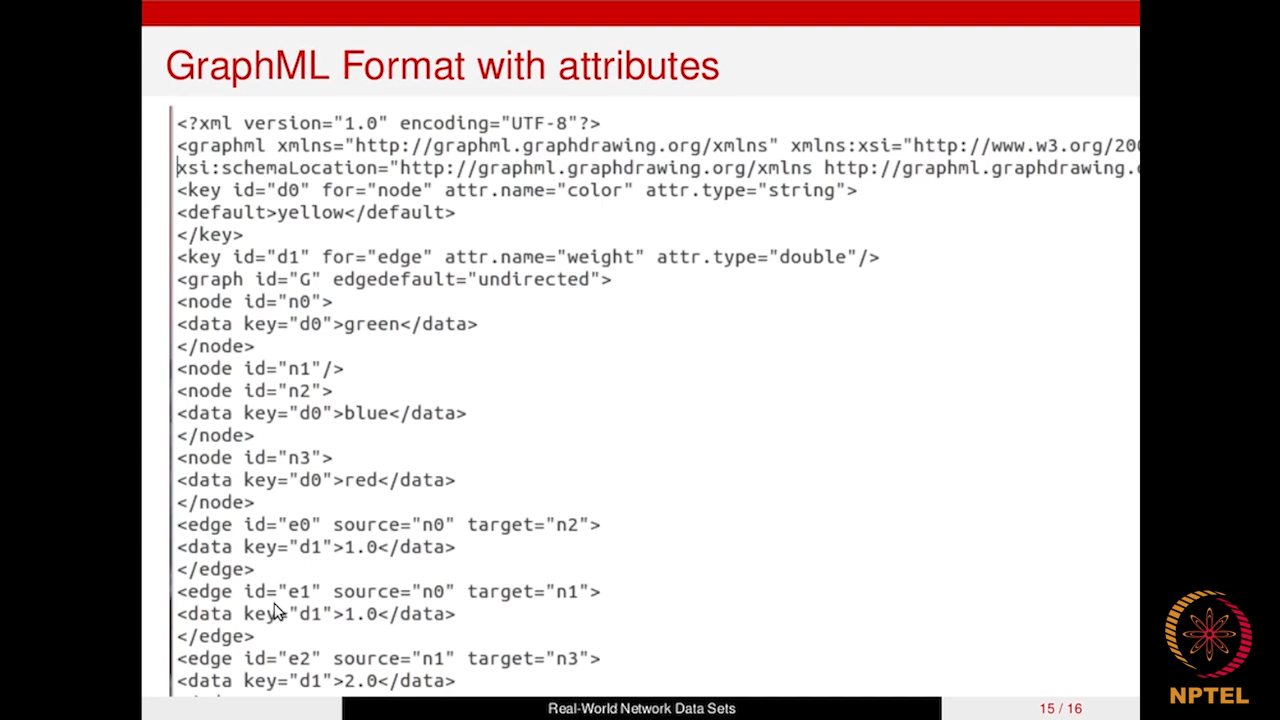 GraphML Format with attributes
<?xml version="1.0" encoding="UTF-8"?>
<graphml xmlns="http://graphml.graphdrawing.org/xmlns" xmlns:xsi="http://www.w3.org/200
xsi:schemaLocation="http://graphml.graphdrawing.org/xmlns http://graphml.graphdrawing.
<key id="d0" for="node" attr.name="color" attr.type="string">
<default>yellow</default>
</key>
<key id="d1" for="edge" attr.name="weight" attr.type="double"/>
<graph id="G" edgedefault="undirected">
<node id="n0">
<data key="d0">green</data>
</node>
<node id="n1"/>
<node id="n2">
<data key="d0">blue</data>
</node>
<node id="n3">
<data key="d0">red</data>
</node>
<edge id="e0" source="n0" target="n2">
<data key="d1">1.0</data>
</edge>
<edge id="e1" source="n0" target="n1">
<data key="d1">1.0</data>
</edge>
<edge id="e2" source="n1" target="n3">
<data key="d1">2.0</data>
Real-World Network Data Sets
15 / 16
NPTEL